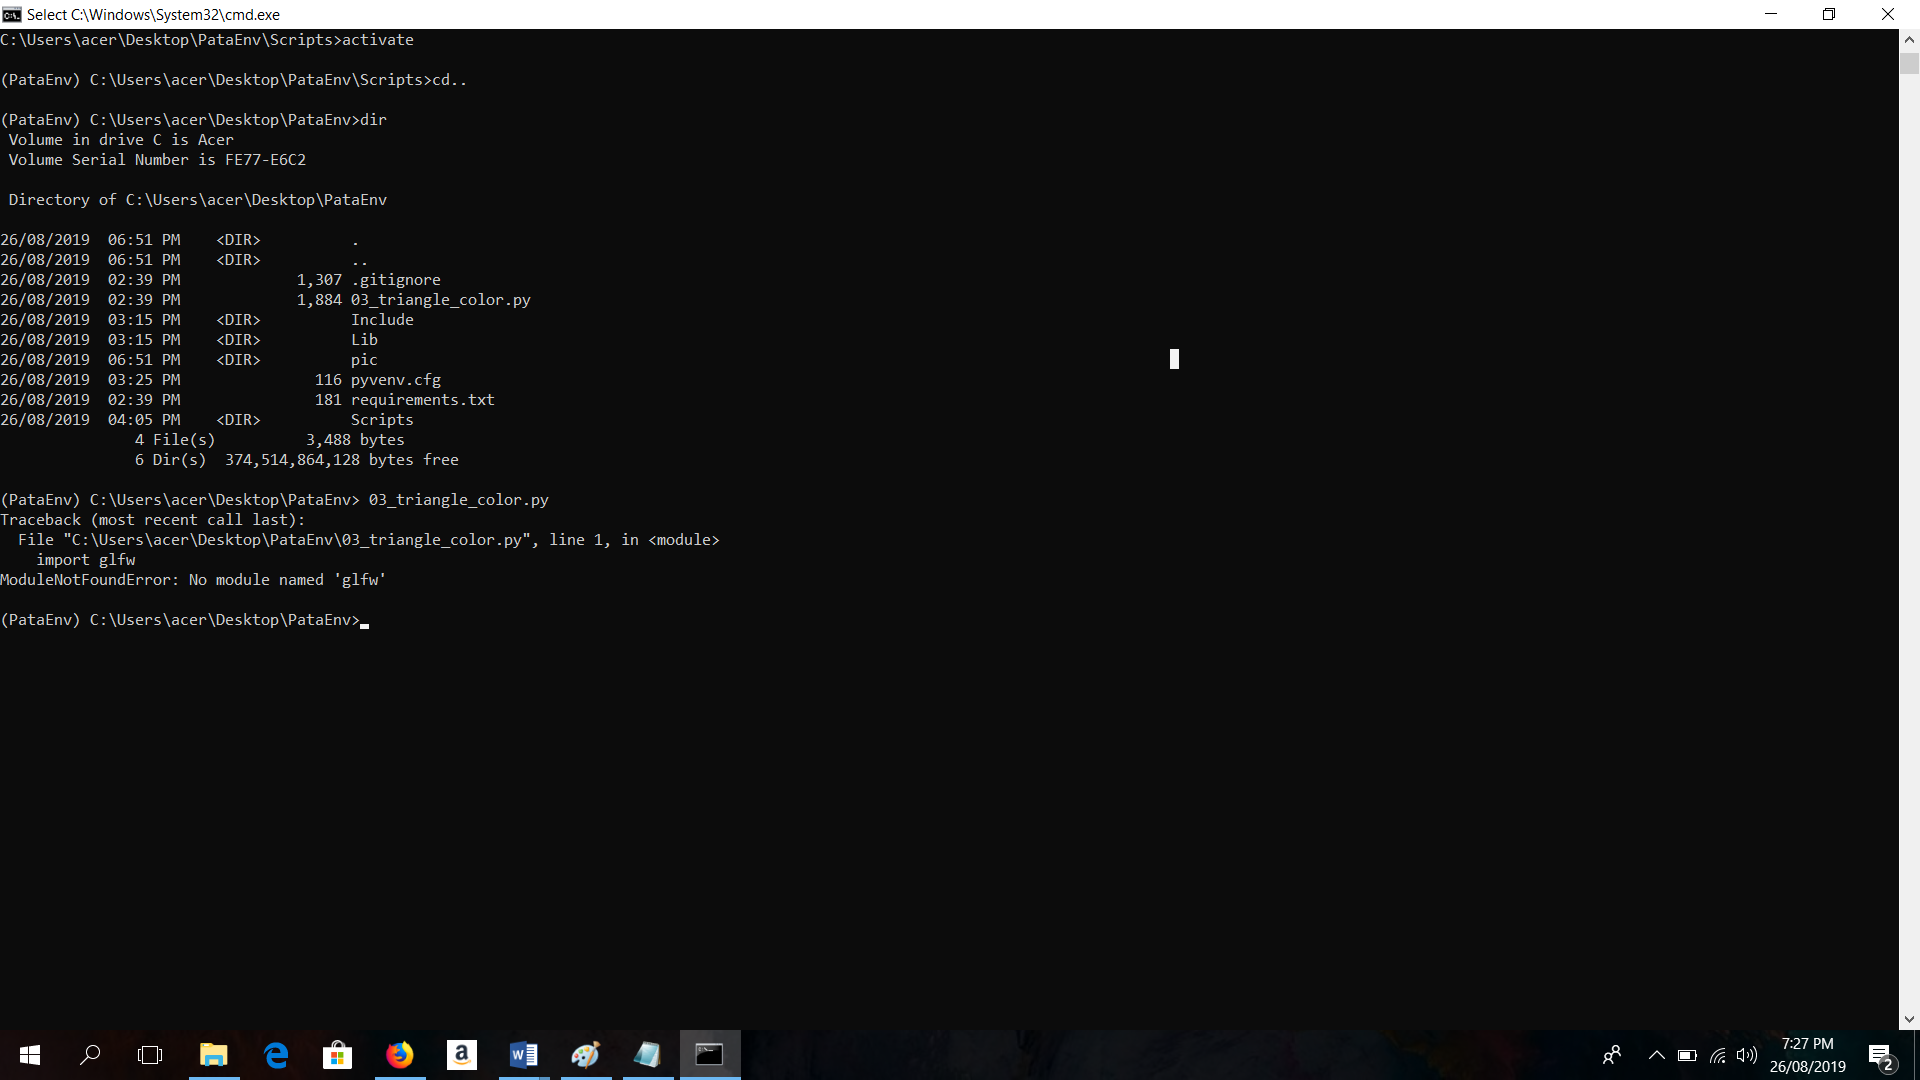 Select C:\Windows\System32\cmd.exe
C:\Users\acer\Desktop\PataEnv\Scripts>activate
(PataEnv) C:\Users\acer\Desktop\PataEnv\Scripts>cd..
(PataEnv) C:\Users\acer\Desktop\PataEnv>dir
Volume in drive C is Acer
Volume Serial Number is FE77-E6C2
Directory of C:\Users\acer\Desktop\PataEnv
26/08/2019  06:51 PM    <DIR>          .
26/08/2019  06:51 PM    <DIR>          ..
26/08/2019  02:39 PM             1,307 .gitignore
26/08/2019  02:39 PM             1,884 03_triangle_color.py
26/08/2019  03:15 PM    <DIR>          Include
26/08/2019  03:15 PM    <DIR>          Lib
26/08/2019  06:51 PM    <DIR>          pic
26/08/2019  03:25 PM               116 pyvenv.cfg
26/08/2019  02:39 PM               181 requirements.txt
26/08/2019  04:05 PM    <DIR>          Scripts
4 File(s)          3,488 bytes
6 Dir(s)  374,514,864,128 bytes free
(PataEnv) C:\Users\acer\Desktop\PataEnv> 03_triangle_color.py
Traceback (most recent call last):
File "C:\Users\acer\Desktop\PataEnv\03_triangle_color.py", line 1, in <module>
import glfw
ModuleNotFoundError: No module named 'glfw'
(PataEnv) C:\Users\acer\Desktop\PataEnv>
7:27 PM
26/08/2019
2